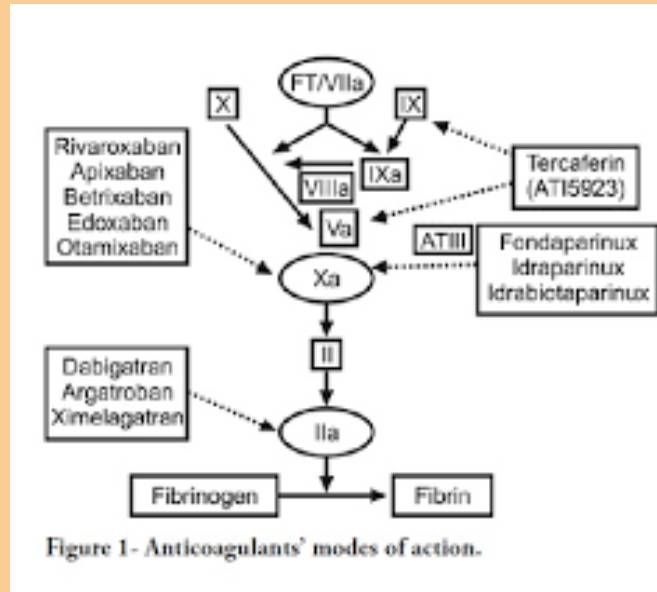 FT/VIIa
X
IX
Rivaroxaban
Apixaban
Betrixaban
Edoxaban
Otamixaban
VIIIa
IXa
Tercaferin
(ATI5923)
Va
ATIII
Fondaparinux
Idraparinux
Idrabictaparinux
Xa
II
Dabigatran
Argatroban
Ximelagatran
IIa
Fibrinogen
Fibrin
Figure 1- Anticoagulants' modes of action.